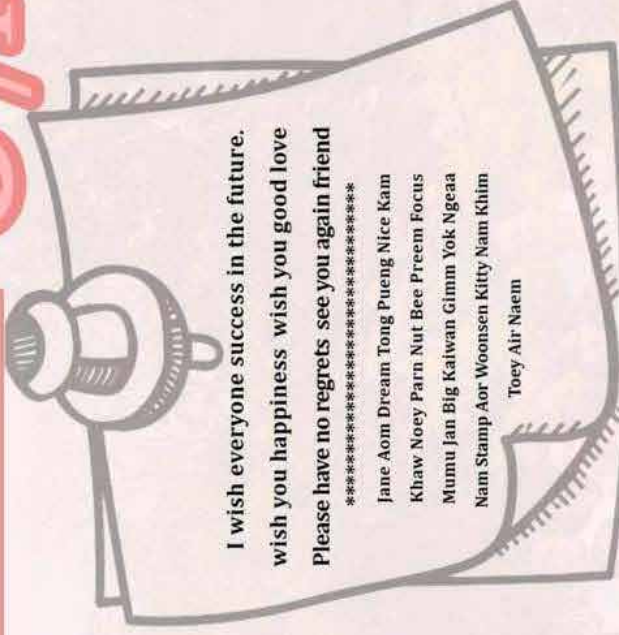 I wish everyone success in the future.
wish you happiness wish you good love
Please have no regrets see you again friend
***********************************
Jane Aom Dream Tong Pueng Nice Kam
Khaw Noey Parn Nut Bee Preem Focus
Mumu Jan Big Kaiwan Gimm Yok Ngeaa
Nam Stamp Aor Woonsen Kitty Nam Khim
Toey Air Naem